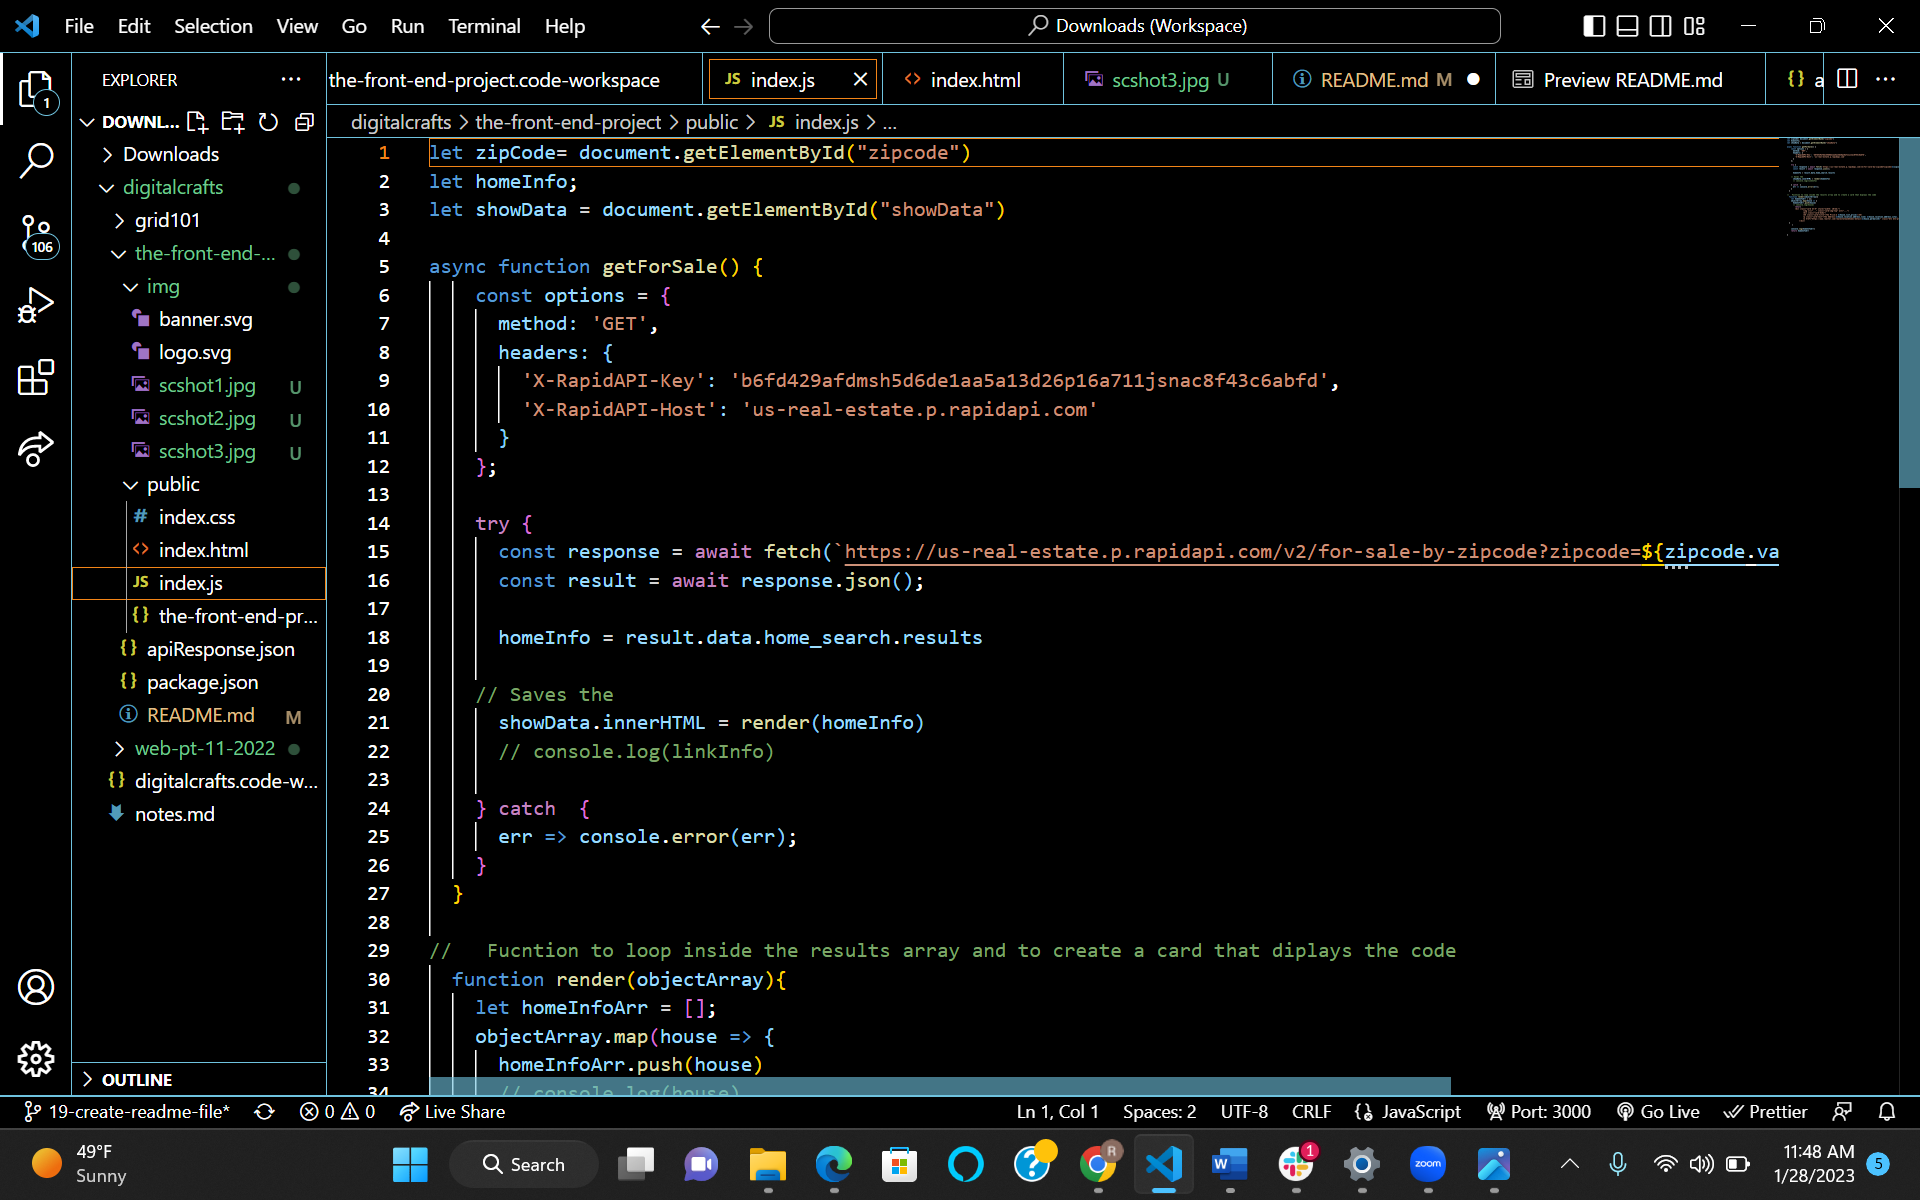 File Edit Selection View Go Run Terminal Help
Downloads (Workspace)
EXPLORER
the-front-end-project.code-workspace
JS index.js
index.html
scshot3.jpg U
README.md M
Preview README.md
{} a
digitalcrafts > the-front-end-project > public > JS index.js > ...
1
106
DOWNL...
Downloads
digitalcrafts
grid101
the-front-end-...
img
banner.svg
logo.svg
scshot1.jpg U
scshot2.jpg U
scshot3.jpg U
public
# index.css
<> index.html
JS index.js
{} the-front-end-pr...
{} apiResponse.json
{} package.json
README.md M
web-pt-11-2022
{} digitalcrafts.code-w...
notes.md
OUTLINE
1 let zipCode= document.getElementById("zipcode")
2 let homeInfo;
3 let showData = document.getElementById("showData")
4
5 async function getForSale() {
6 const options = {
7 method: 'GET',
8 headers: {
9 'X-RapidAPI-Key': 'b6fd429afdmsh5d6de1aa5a13d26p16a711jsnac8f43c6abfd',
10 'X-RapidAPI-Host': 'us-real-estate.p.rapidapi.com'
11 }
12 };
13
14 try {
15 const response = await fetch(`https://us-real-estate.p.rapidapi.com/v2/for-sale-by-zipcode?zipcode=${zipcode.va
16 const result = await response.json();
17
18 homeInfo = result.data.home_search.results
19
20 // Saves the
21 showData.innerHTML = render(homeInfo)
22 // console.log(linkInfo)
23
24 } catch {
25 err => console.error(err);
26 }
27 }
28
29 // Fucntion to loop inside the results array and to create a card that diplays the code
30 function render(objectArray){
31 let homeInfoArr = [];
32 objectArray.map(house => {
33 homeInfoArr.push(house)
34 // console.log(house)
19-create-readme-file* 0 0 Live Share Ln 1, Col 1 Spaces: 2 UTF-8 CRLF {} JavaScript Port: 3000 Go Live Prettier
49°F
Sunny
Search
R
W
1
zoom
11:48 AM
1/28/2023
5